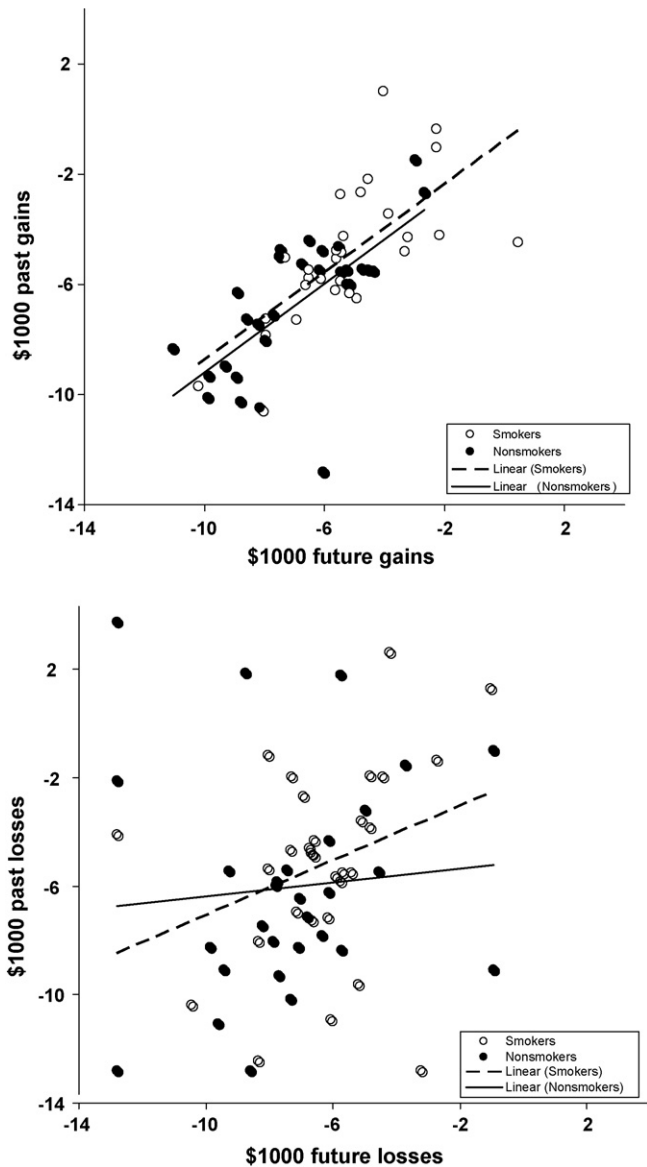 2
-2
-6
-10
-14
$1000 past gains
-14
-10
-6
-2
2
$1000 future gains
Smokers
Nonsmokers
Linear (Smokers)
Linear (Nonsmokers)
2
-2
-6
-10
-14
$1000 past losses
-14
-10
-6
-2
2
$1000 future losses
Smokers
Nonsmokers
Linear (Smokers)
Linear (Nonsmokers)